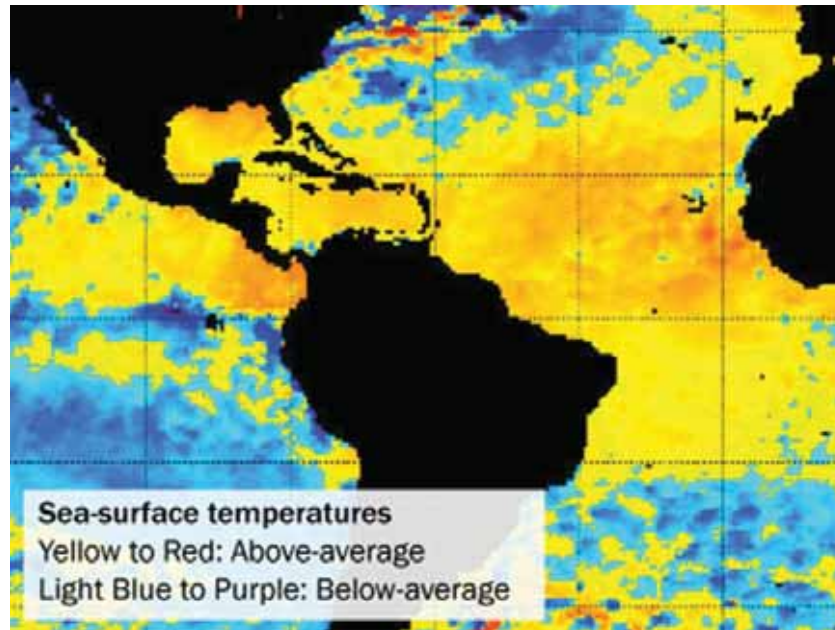 Sea-surface temperatures
Yellow to Red: Above-average
Light Blue to Purple: Below-average